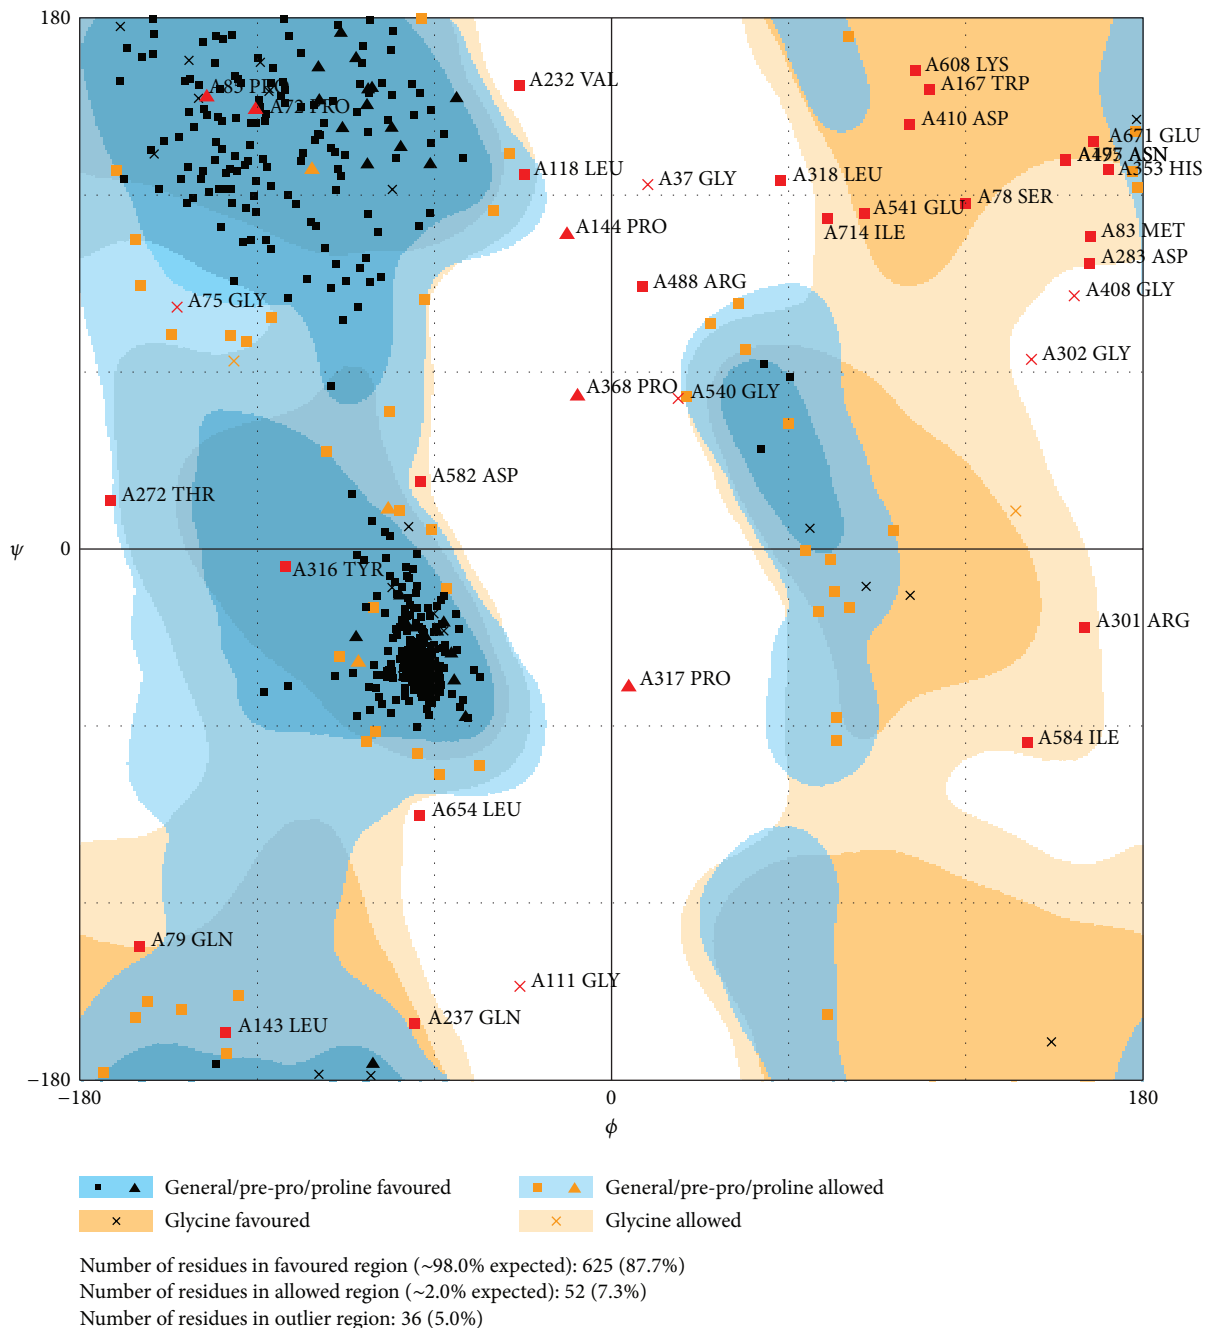 180
A608 LYS
A232 VAL
A83 PRO
A167 TRP
A72 PRO
A410 ASP
A671 GLU
A495 ASN
A118 LEU
A353 HIS
A37 GLY
A318 LEU
A78 SER
A541 GLU
A144 PRO
A714 ILE
A83 MET
A283 ASP
A488 ARG
A408 GLY
A75 GLY
A302 GLY
A368 PRO
A540 GLY
A582 ASP
A272 THR
ψ
0
A316 TYR
A301 ARG
A317 PRO
A584 ILE
A654 LEU
A79 GLN
A111 GLY
A143 LEU
A237 GLN
−180
−180
0
180
ϕ
General/pre-pro/proline favoured
General/pre-pro/proline allowed
Glycine favoured
Glycine allowed
Number of residues in favoured region (~98.0% expected): 625 (87.7%)
Number of residues in allowed region (~2.0% expected): 52 (7.3%)
Number of residues in outlier region: 36 (5.0%)